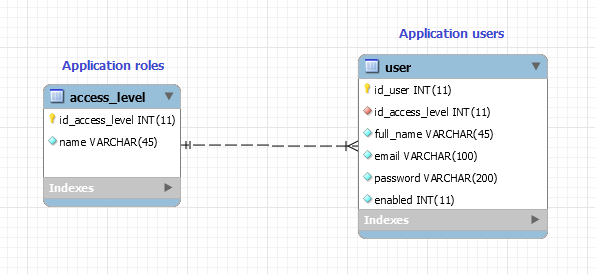 Application roles
access_level
id_access_level INT(11)
name VARCHAR(45)
Indexes
Application users
user
id_user INT(11)
id_access_level INT(11)
full_name VARCHAR(45)
email VARCHAR(100)
password VARCHAR(200)
enabled INT(11)
Indexes